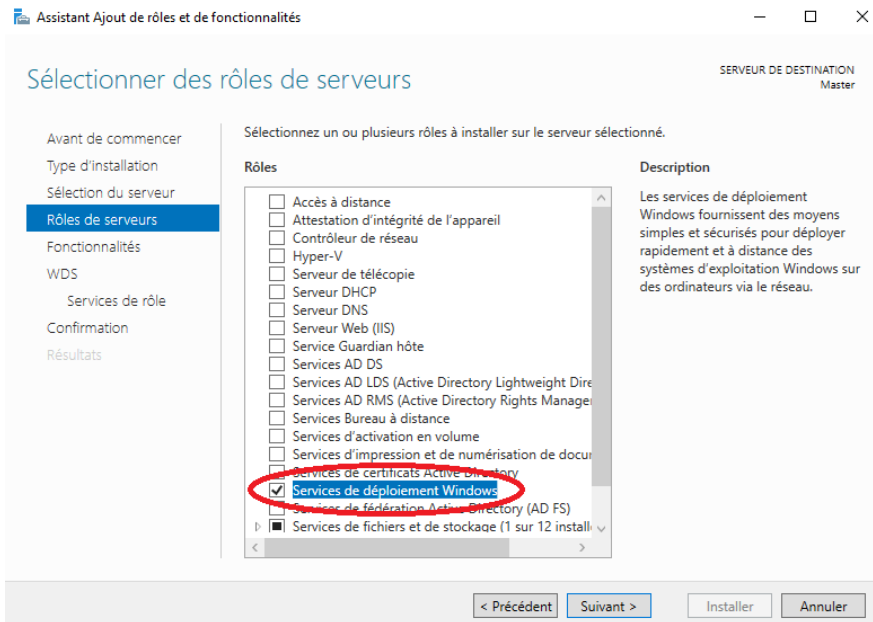 Assistant Ajout de rôles et de fonctionnalités
Sélectionner des rôles de serveurs
SERVEUR DE DESTINATION
Master
Avant de commencer
Type d'installation
Sélection du serveur
Rôles de serveurs
Fonctionnalités
WDS
Services de rôle
Confirmation
Résultats
Sélectionnez un ou plusieurs rôles à installer sur le serveur sélectionné.
Rôles
Accès à distance
Attestation d'intégrité de l'appareil
Contrôleur de réseau
Hyper-V
Serveur de télécopie
Serveur DHCP
Serveur DNS
Serveur Web (IIS)
Service Guardian hôte
Services AD DS
Services AD LDS (Active Directory Lightweight Dire
Services AD RMS (Active Directory Rights Manager
Services Bureau à distance
Services d'activation en volume
Services d'impression et de numérisation de docur
Services de certificats Active Directory
Services de déploiement Windows
Services de fédération Active Directory (AD FS)
Services de fichiers et de stockage (1 sur 12 install
Description
Les services de déploiement
Windows fournissent des moyens
simples et sécurisés pour déployer
rapidement et à distance des
systèmes d'exploitation Windows sur
des ordinateurs via le réseau.
< Précédent
Suivant >
Installer
Annuler